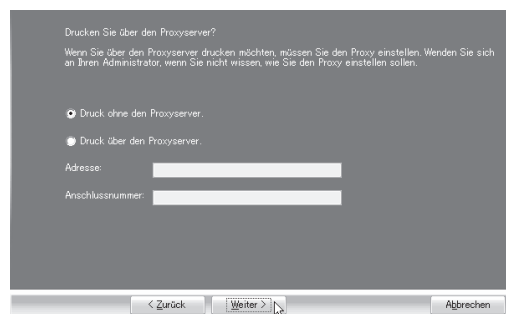 Drucken Sie über den Proxyserver?
Wenn Sie über den Proxyserver drucken möchten, müssen Sie den Proxy einstellen. Wenden Sie sich
an Ihren Administrator, wenn Sie nicht wissen, wie Sie den Proxy einstellen sollen.
Druck ohne den Proxyserver.
Druck über den Proxyserver.
Adresse:
Anschlussnummer:
< Zurück Weiter > Abbrechen